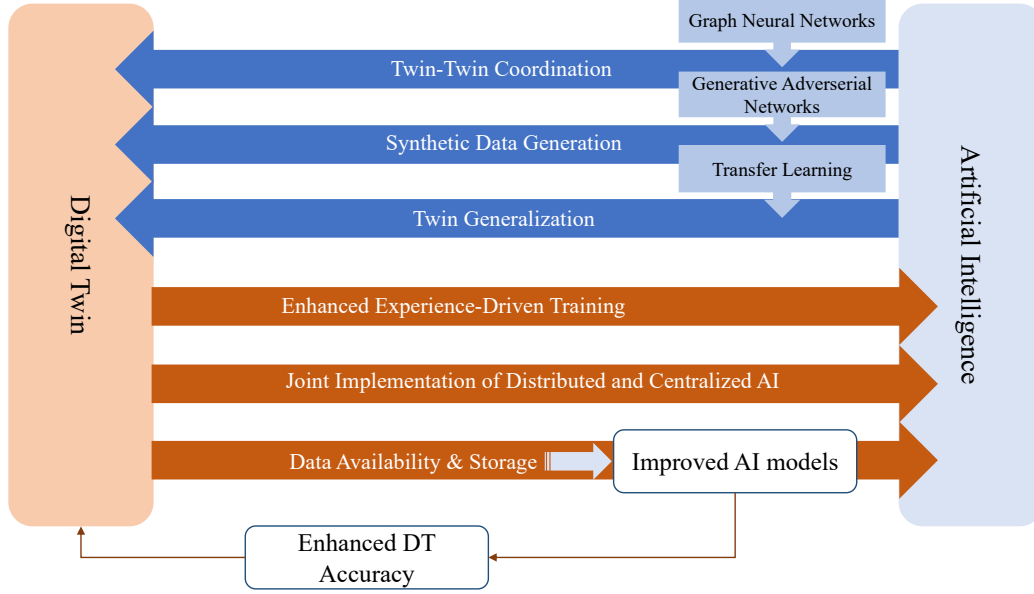 Graph Neural Networks
Twin-Twin Coordination
Generative Adverserial
Networks
Synthetic Data Generation
Transfer Learning
Twin Generalization
Digital Twin
Artificial Intelligence
Enhanced Experience-Driven Training
Joint Implementation of Distributed and Centralized AI
Data Availability & Storage
Improved AI models
Enhanced DT
Accuracy